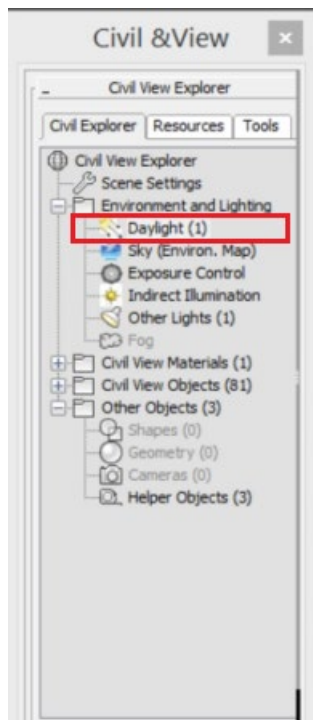 Civil &View
Civil View Explorer
Civil Explorer Resources Tools
Civil View Explorer
Scene Settings
Environment and Lighting
Daylight (1)
Sky (Environ. Map)
Exposure Control
Indirect Illumination
Other Lights (1)
Fog
Civil View Materials (1)
Civil View Objects (81)
Other Objects (3)
Shapes (0)
Geometry (0)
Cameras (0)
Helper Objects (3)